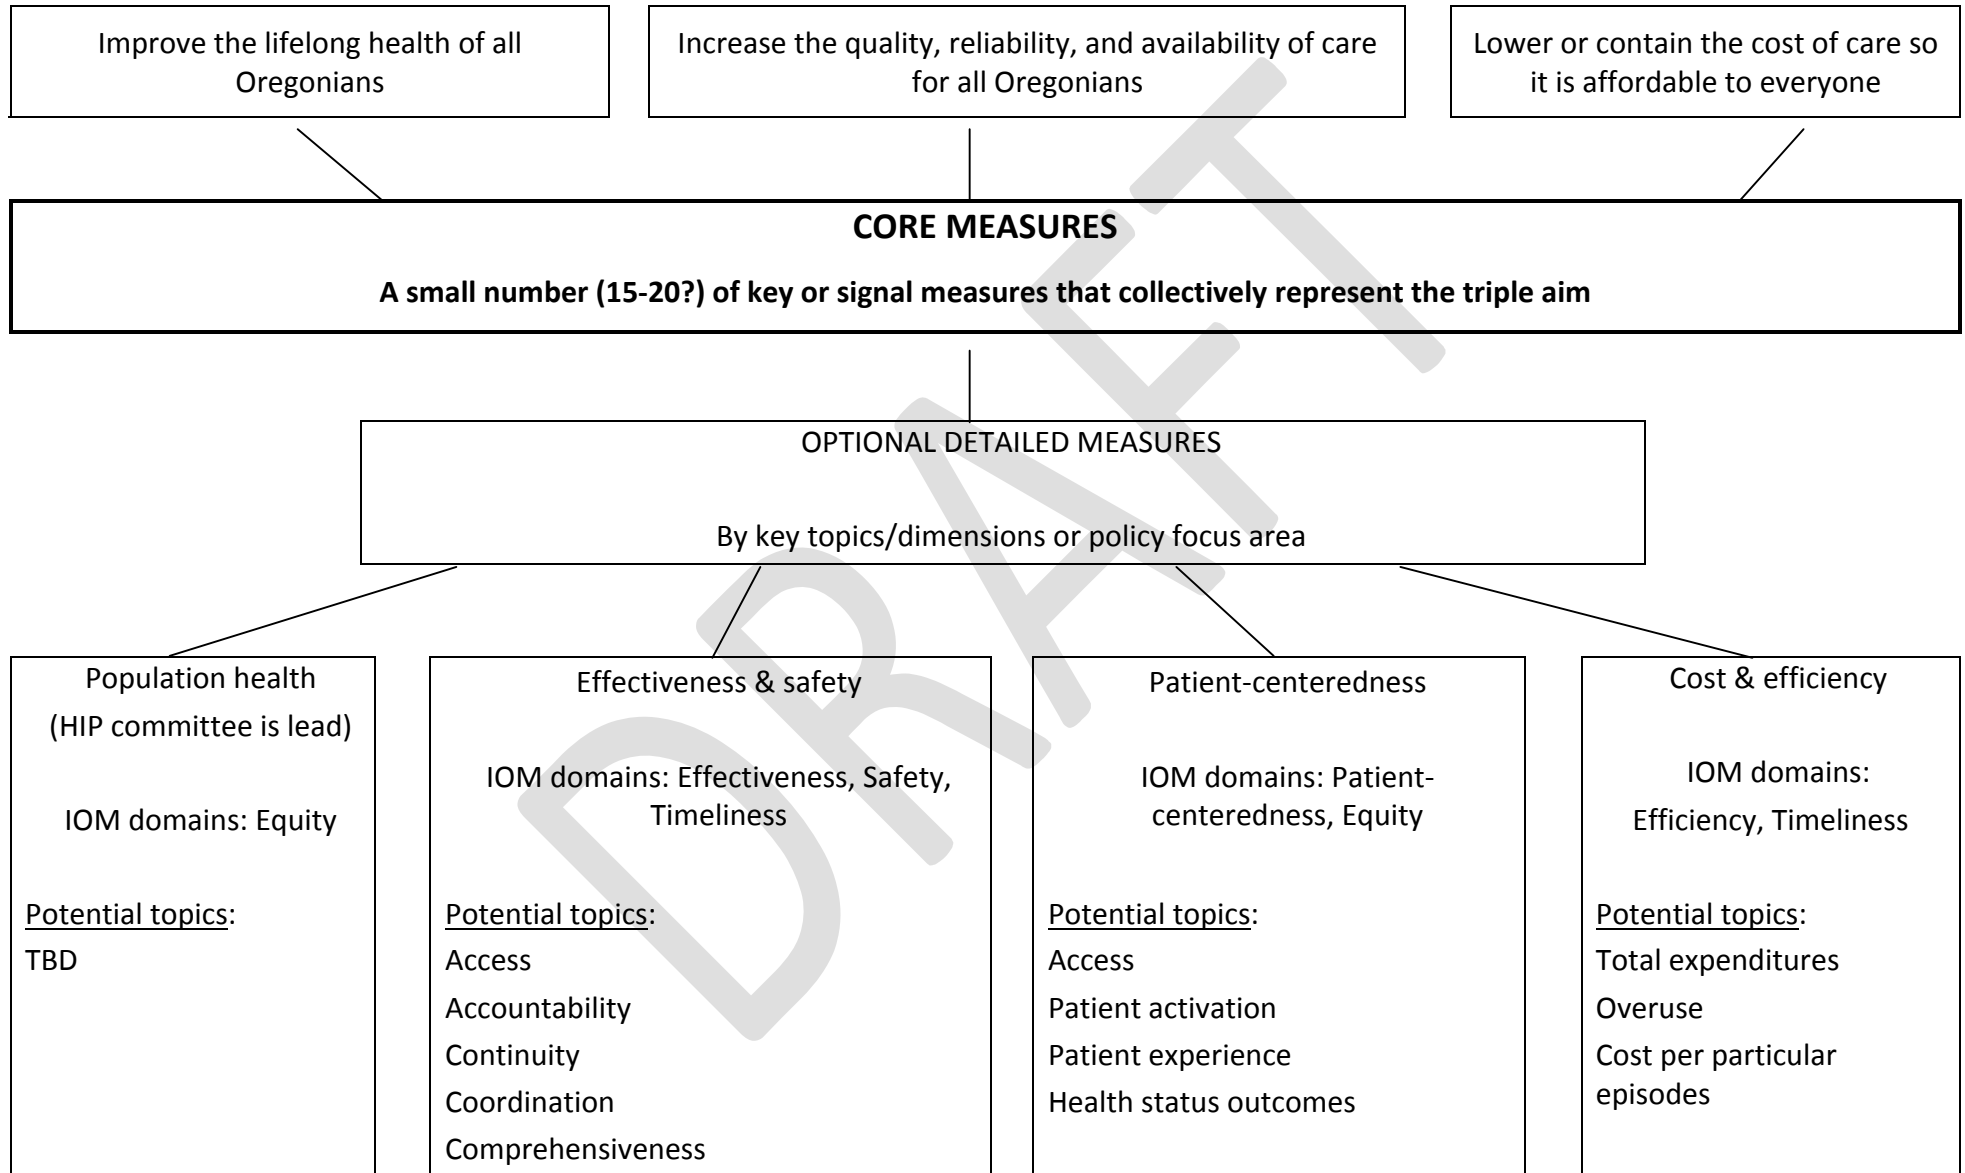 Improve the lifelong health of all
Oregonians
Increase the quality, reliability, and availability of care
for all Oregonians
Lower or contain the cost of care so
it is affordable to everyone
CORE MEASURES
A small number (15-20?) of key or signal measures that collectively represent the triple aim
OPTIONAL DETAILED MEASURES
By key topics/dimensions or policy focus area
Population health
(HIP committee is lead)
IOM domains: Equity
Potential topics:
TBD
Effectiveness & safety
IOM domains: Effectiveness, Safety,
Timeliness
Potential topics:
Access
Accountability
Continuity
Coordination
Comprehensiveness
Patient-centeredness
IOM domains: Patient-
centeredness, Equity
Potential topics:
Access
Patient activation
Patient experience
Health status outcomes
Cost & efficiency
IOM domains:
Efficiency, Timeliness
Potential topics:
Total expenditures
Overuse
Cost per particular
episodes
DRAFT